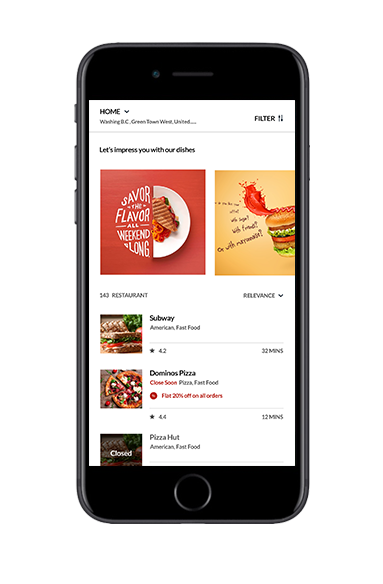 HOME
Washing B.C, Green Town West, United.....
FILTER
Let's impress you with our dishes
SAVOR
THE
FLAVOR
ALL
WEEKEND
LONG.
with logo?
with fromds?
or with mayonnaise?
143 RESTAURANT
RELEVANCE
Subway
American, Fast Food
4.2
32 MINS
Dominos Pizza
Close Soon Pizza, Fast Food
Flat 20% off on all orders
4.4
12 MINS
Closed
Pizza Hut
American, Fast Food